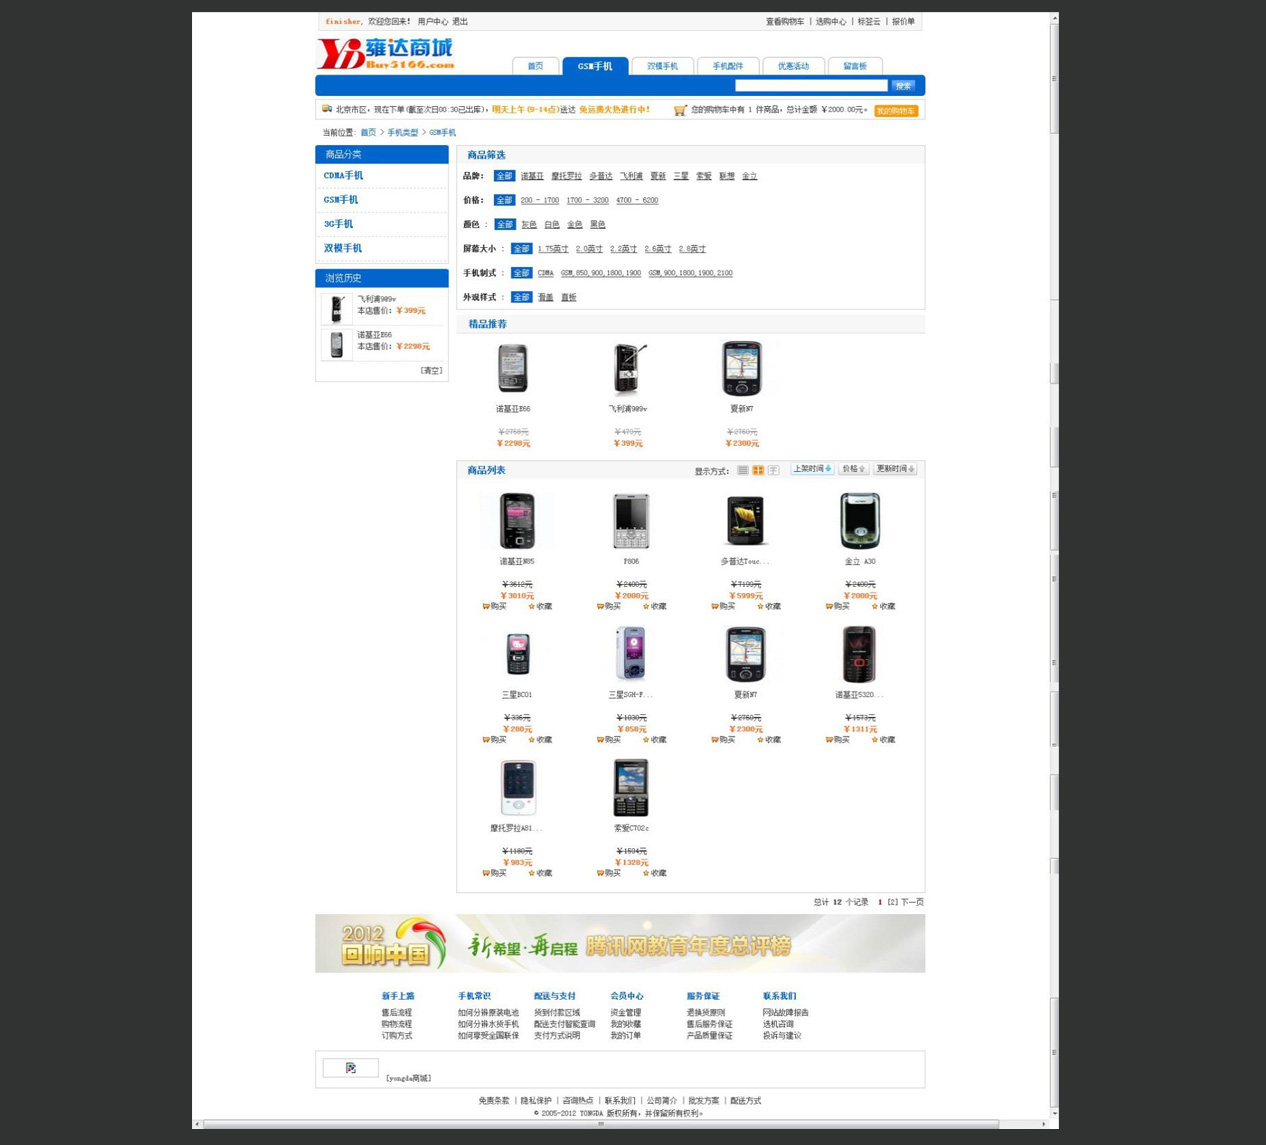 finisher, 欢迎您回来! 用户中心 退出
查看购物车 | 选购中心 | 标签云 | 报价单
YD 雍达商城
Buy5166.com
首页 GSM手机 双模手机 手机配件 优惠活动 留言板
搜索
北京市区，现在下单(截至次日00:30已出库)，明天上午(9-14点)送达 免运费火热进行中!
您的购物车中有 1 件商品，总计金额 ￥2000.00元。 我的购物车
当前位置: 首页 > 手机类型 > GSM手机
商品分类
CDMA手机
GSM手机
3G手机
双模手机
浏览历史
飞利浦9@9v
本店售价: ￥399元
诺基亚E66
本店售价: ￥2298元
[清空]
商品筛选
品牌: 全部 诺基亚 摩托罗拉 多普达 飞利浦 夏新 三星 索爱 联想 金立
价格: 全部 200 - 1700 1700 - 3200 4700 - 6200
颜色 : 全部 灰色 白色 金色 黑色
屏幕大小 : 全部 1.75英寸 2.0英寸 2.2英寸 2.6英寸 2.8英寸
手机制式 : 全部 CDMA GSM,850,900,1800,1900 GSM,900,1800,1900,2100
外观样式 : 全部 滑盖 直板
精品推荐
诺基亚E66 飞利浦9@9v 夏新N7
￥2758元 ￥479元 ￥2760元
￥2298元 ￥399元 ￥2300元
商品列表
显示方式: 上架时间 价格 更新时间
诺基亚N85 P806 多普达Touc... 金立 A30
￥3612元 ￥2400元 ￥7199元 ￥2400元
￥3010元 ￥2000元 ￥5999元 ￥2000元
购买 收藏 购买 收藏 购买 收藏 购买 收藏
三星BC01 三星SGH-F... 夏新N7 诺基亚5320...
￥336元 ￥1030元 ￥2760元 ￥1573元
￥280元 ￥858元 ￥2300元 ￥1311元
购买 收藏 购买 收藏 购买 收藏 购买 收藏
摩托罗拉A81... 索爱C702c
￥1180元 ￥1594元
￥983元 ￥1328元
购买 收藏 购买 收藏
总计 12 个记录 1 [2] 下一页
2012
回响中国 新希望·再启程 腾讯网教育年度总评榜
新手上路 手机常识 配送与支付 会员中心 服务保证 联系我们
售后流程 如何分辨原装电池 货到付款区域 资金管理 退换货原则 网站故障报告
购物流程 如何分辨水货手机 配送支付智能查询 我的收藏 售后服务保证 选机咨询
订购方式 如何享受全国联保 支付方式说明 我的订单 产品质量保证 投诉与建议
[yongda商城]
免责条款 | 隐私保护 | 咨询热点 | 联系我们 | 公司简介 | 批发方案 | 配送方式
© 2005-2012 YONGDA 版权所有，并保留所有权利。